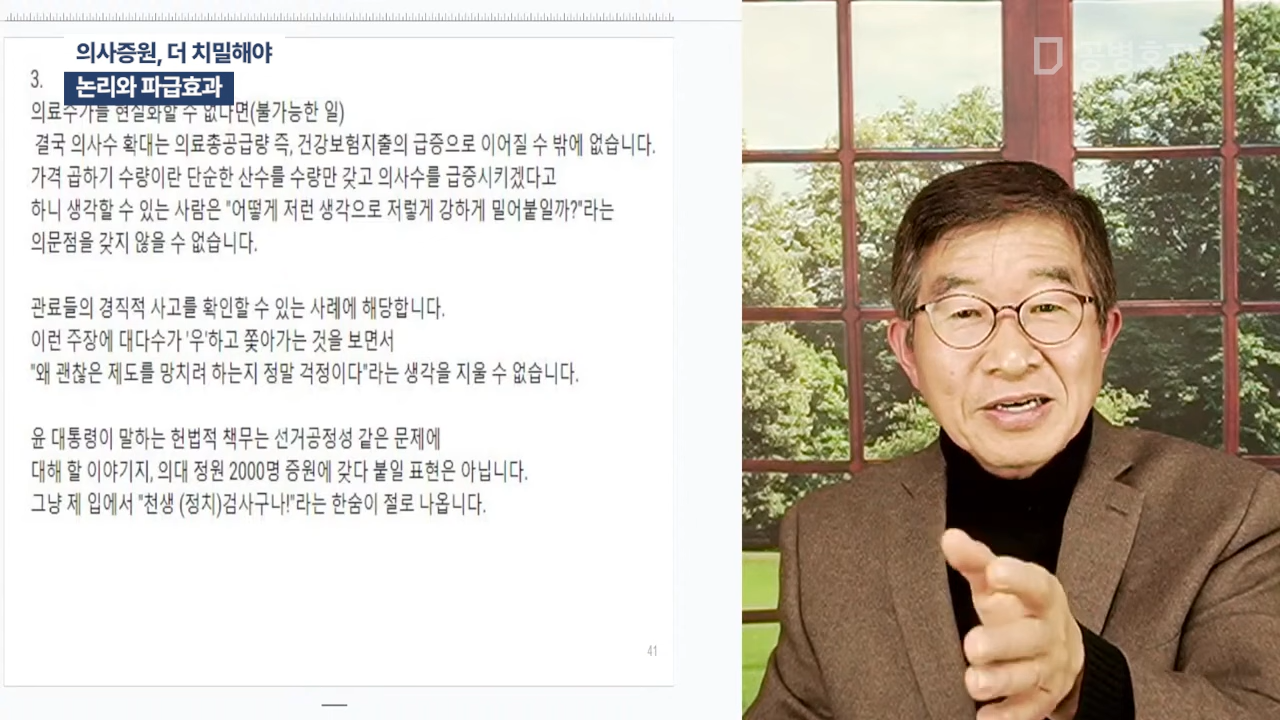 의사증원, 더 치밀해야
논리와 파급효과
3.
의료수가를 현실화할 수 없다면(불가능한 일)
결국 의사수 확대는 의료총공급량 즉, 건강보험지출의 급증으로 이어질 수 밖에 없습니다.
가격 곱하기 수량이란 단순한 산수를 수량만 갖고 의사수를 급증시키겠다고
하니 생각할 수 있는 사람은 "어떻게 저런 생각으로 저렇게 강하게 밀어붙일까?"라는
의문점을 갖지 않을 수 없습니다.
관료들의 경직적 사고를 확인할 수 있는 사례에 해당합니다.
이런 주장에 대다수가 '우'하고 쫓아가는 것을 보면서
"왜 괜찮은 제도를 망치려 하는지 정말 걱정이다"라는 생각을 지울 수 없습니다.
윤 대통령이 말하는 헌법적 책무는 선거공정성 같은 문제에
대해 할 이야기지, 의대 정원 2000명 증원에 갖다 붙일 표현은 아닙니다.
그냥 제 입에서 "천생 (정치)검사구나!"라는 한숨이 절로 나옵니다.
41
공병호